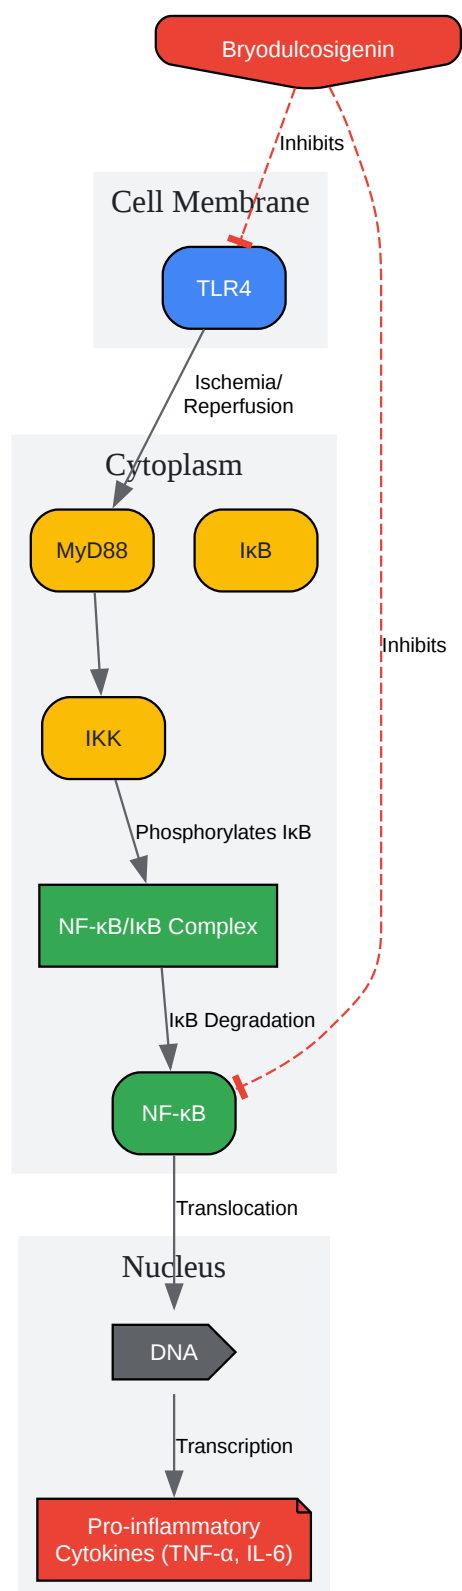 Bryodulcosigenin
Inhibits
Cell Membrane
TLR4
Ischemia/
Reperfusion
Cytoplasm
MyD88
IκB
Inhibits
IKK
Phosphorylates IκB
NF-κB/IκB Complex
IκB Degradation
NF-κB
Translocation
Nucleus
DNA
Transcription
Pro-inflammatory
Cytokines (TNF-α, IL-6)